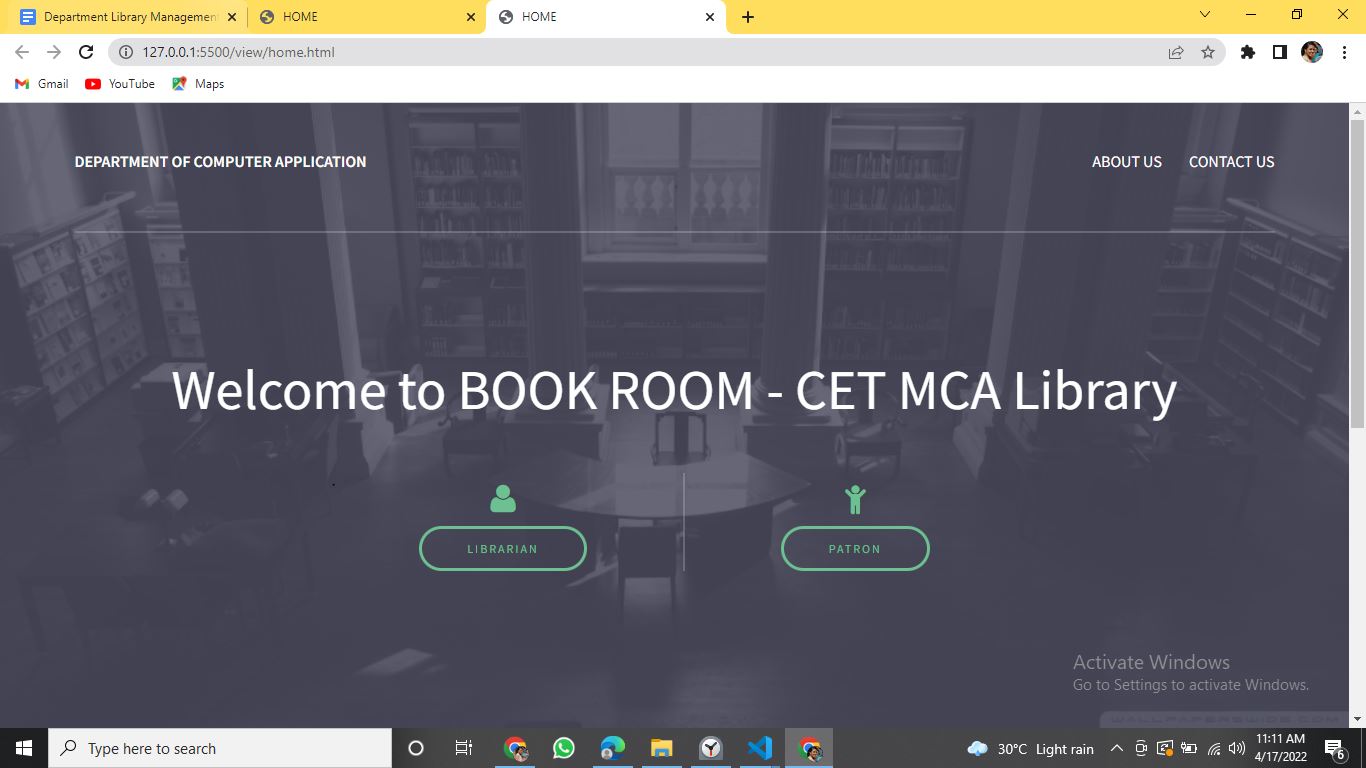 Department Library Management
HOME
HOME
127.0.0.1:5500/view/home.html
Gmail
YouTube
Maps
DEPARTMENT OF COMPUTER APPLICATION
ABOUT US
CONTACT US
Welcome to BOOK ROOM - CET MCA Library
LIBRARIAN
PATRON
Activate Windows
Go to Settings to activate Windows.
WALLPAPERSWIDE.COM
Type here to search
30°C Light rain
11:11 AM
4/17/2022
6